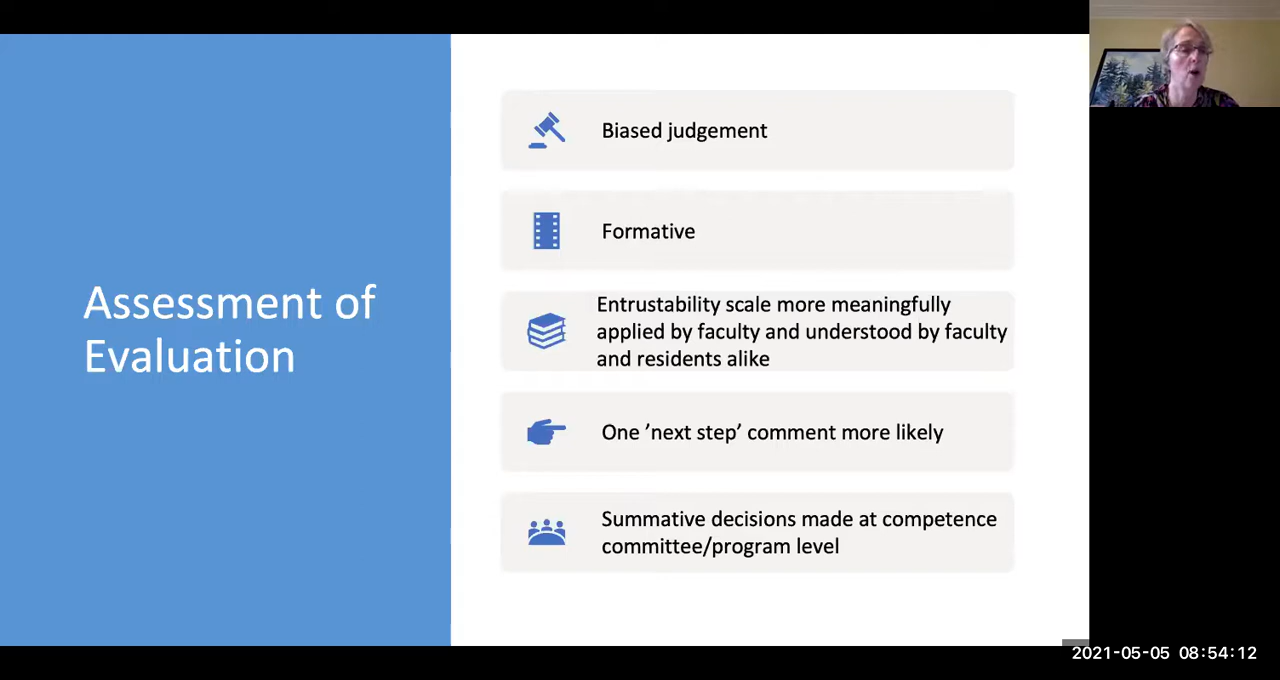 Assessment of
Evaluation
Biased judgement
Formative
Entrustability scale more meaningfully
applied by faculty and understood by faculty
and residents alike
One ’next step’ comment more likely
Summative decisions made at competence
committee/program level
2021-05-05 08:54:12